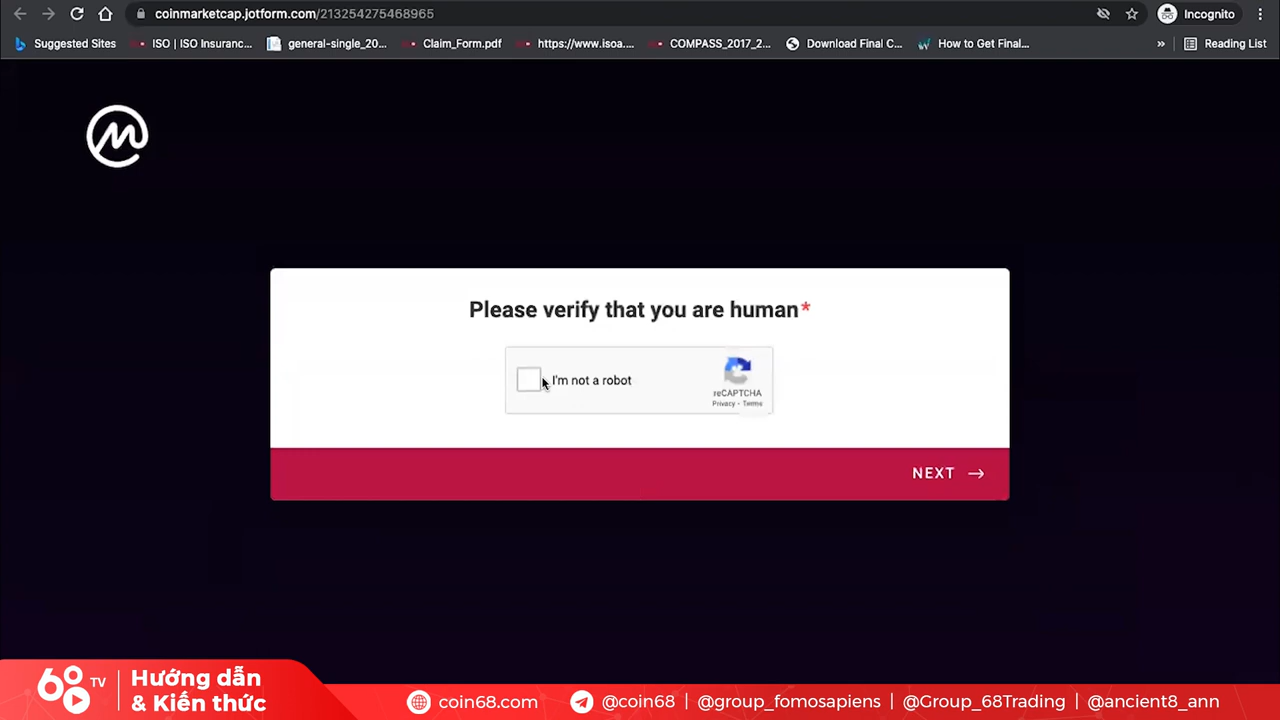 coinmarketcap.jotform.com/213254275468965
Incognito
Suggested Sites
ISO | ISO Insuranc...
general-single_20...
Claim_Form.pdf
https://www.isoa....
COMPASS_2017_2...
Download Final C...
How to Get Final...
»
Reading List
Please verify that you are human*
I'm not a robot
reCAPTCHA
Privacy - Terms
NEXT →
68 TV
Hướng dẫn
& Kiến thức
coin68.com
@coin68 | @group_fomosapiens | @Group_68Trading | @ancient8_ann